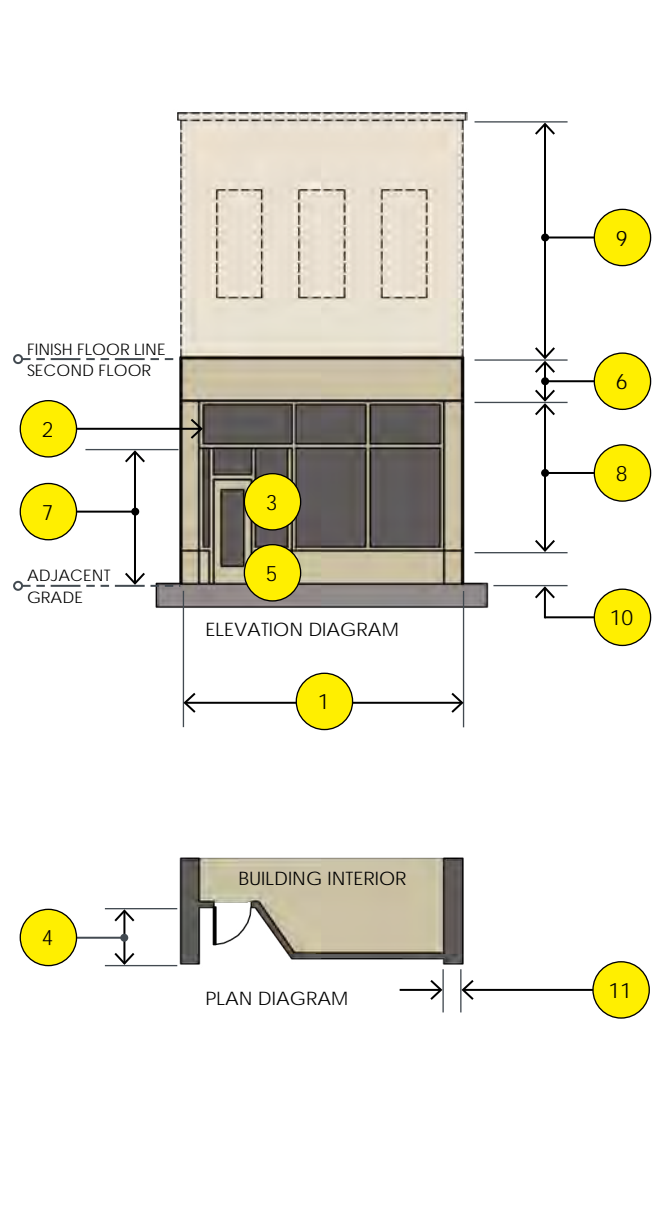 9
FINISH FLOOR LINE
SECOND FLOOR
6
2
8
3
7
5
ADJACENT
GRADE
10
ELEVATION DIAGRAM
1
BUILDING INTERIOR
4
11
PLAN DIAGRAM